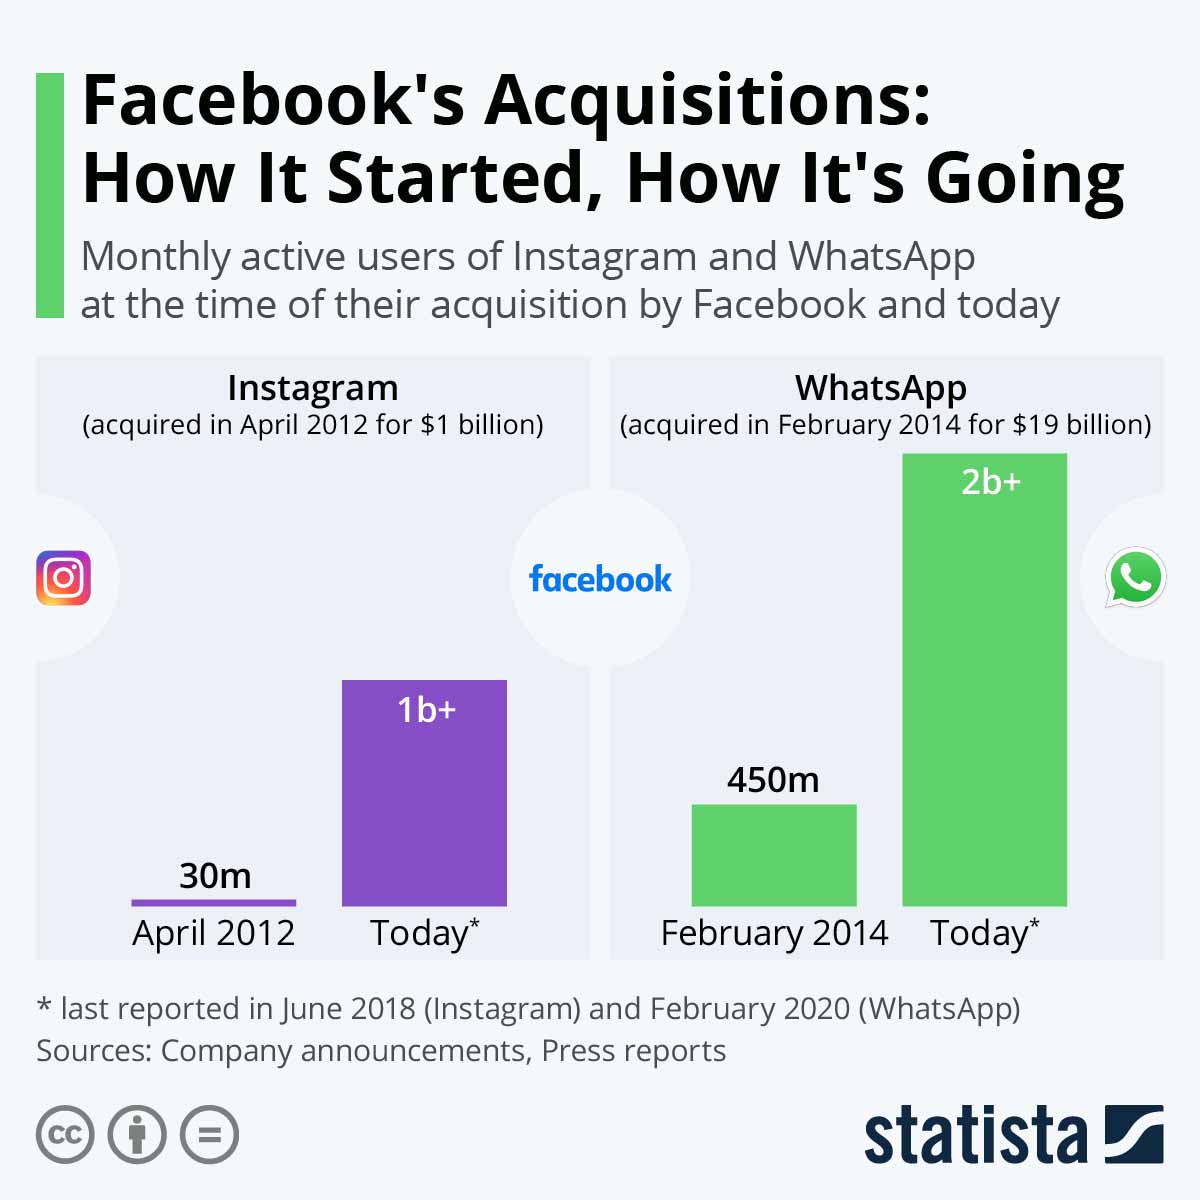 Facebook's Acquisitions:
How It Started, How It's Going
Monthly active users of Instagram and WhatsApp
at the time of their acquisition by Facebook and today
Instagram
(acquired in April 2012 for $1 billion)
30m
1b+
April 2012
Today*
facebook
WhatsApp
(acquired in February 2014 for $19 billion)
450m
2b+
February 2014
Today*
* last reported in June 2018 (Instagram) and February 2020 (WhatsApp)
Sources: Company announcements, Press reports
cc
statista